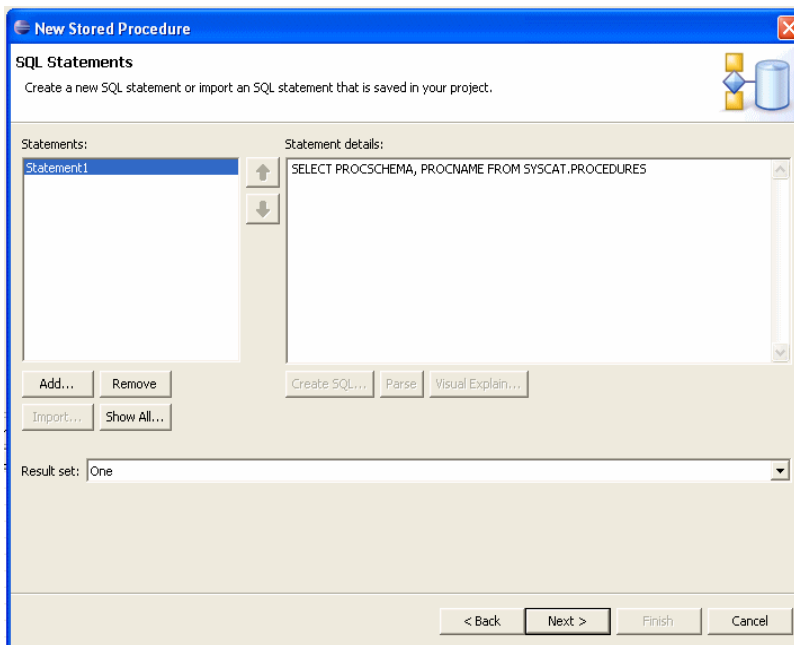 New Stored Procedure
SQL Statements
Create a new SQL statement or import an SQL statement that is saved in your project.
Statements:
Statement details:
Statement1
SELECT PROCSCHEMA, PROCNAME FROM SYSCAT.PROCEDURES
Add... Remove
Create SQL... Parse Visual Explain...
Import... Show All...
Result set: One
< Back Next > Finish Cancel